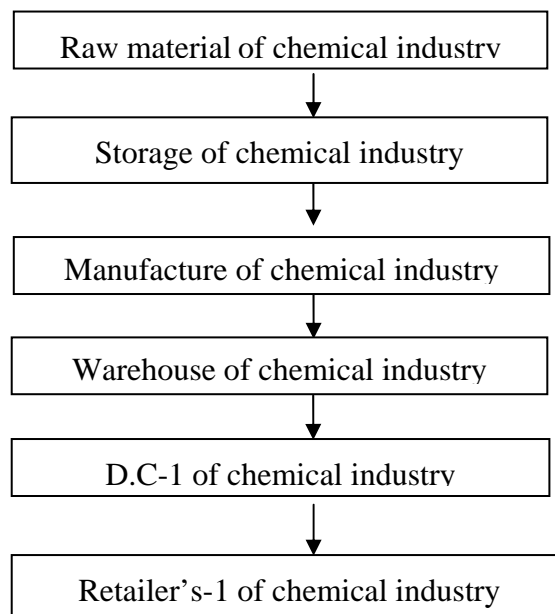 Raw material of chemical industry
Storage of chemical industry
Manufacture of chemical industry
Warehouse of chemical industry
D.C-1 of chemical industry
Retailer’s-1 of chemical industry